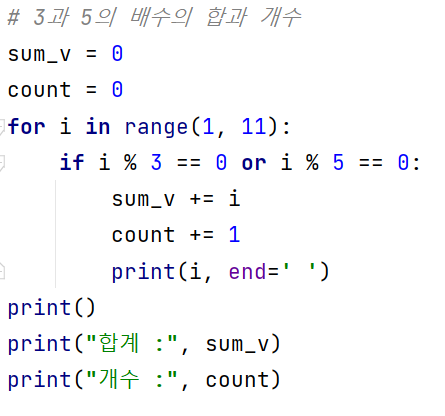 # 3과 5의 배수의 합과 개수
sum_v = 0
count = 0
for i in range(1, 11):
    if i % 3 == 0 or i % 5 == 0:
        sum_v += i
        count += 1
        print(i, end=' ')
print()
print("합계 :", sum_v)
print("개수 :", count)